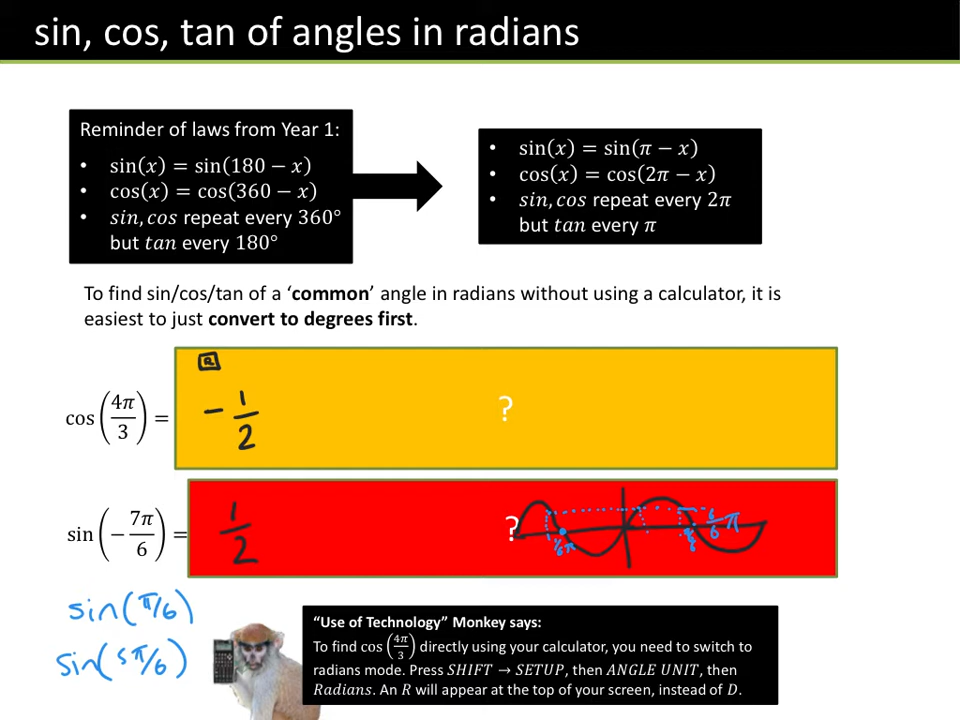 sin, cos, tan of angles in radians
Reminder of laws from Year 1:
• sin(𝑥) = sin(180 − 𝑥)
• cos(𝑥) = cos(360 − 𝑥)
• 𝑠𝑖𝑛, 𝑐𝑜𝑠 repeat every 360°
but 𝑡𝑎𝑛 every 180°
• sin(𝑥) = sin(𝜋 − 𝑥)
• cos(𝑥) = cos(2𝜋 − 𝑥)
• 𝑠𝑖𝑛, 𝑐𝑜𝑠 repeat every 2𝜋
but 𝑡𝑎𝑛 every 𝜋
To find sin/cos/tan of a ‘common’ angle in radians without using a calculator, it is
easiest to just convert to degrees first.
R
cos(4𝜋/3) = −1/2
?
sin(−7𝜋/6) = 1/2
?
6/6 π
sin(π/6)
sin(5π/6)
“Use of Technology” Monkey says:
To find cos(4𝜋/3) directly using your calculator, you need to switch to
radians mode. Press 𝑆𝐻𝐼𝐹𝑇 → 𝑆𝐸𝑇𝑈𝑃, then 𝐴𝑁𝐺𝐿𝐸 𝑈𝑁𝐼𝑇, then
𝑅𝑎𝑑𝑖𝑎𝑛𝑠. An 𝑅 will appear at the top of your screen, instead of 𝐷.